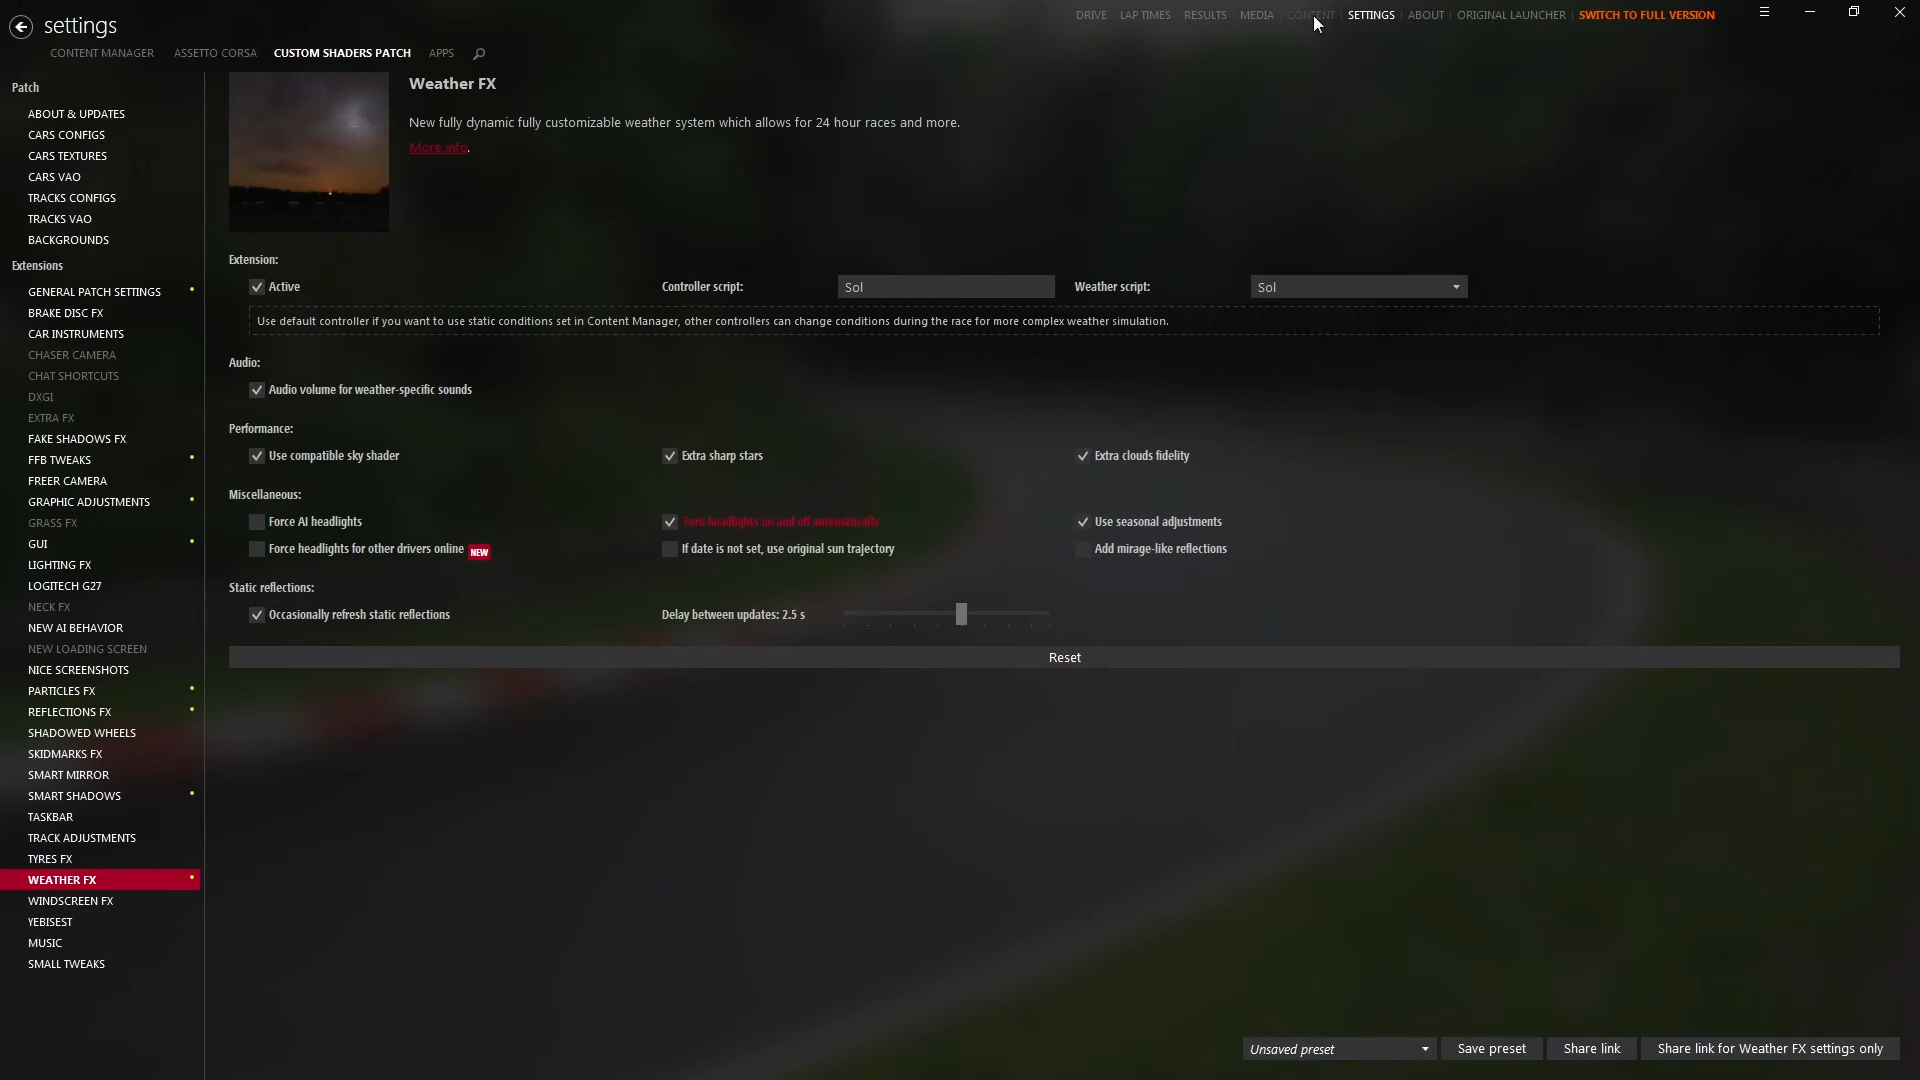 settings
DRIVE
LAP TIMES
RESULTS
MEDIA
CONTENT
SETTINGS
ABOUT
ORIGINAL LAUNCHER
SWITCH TO FULL VERSION
CONTENT MANAGER
ASSETTO CORSA
CUSTOM SHADERS PATCH
APPS
Patch
ABOUT & UPDATES
CARS CONFIGS
CARS TEXTURES
CARS VAO
TRACKS CONFIGS
TRACKS VAO
BACKGROUNDS
Extensions
GENERAL PATCH SETTINGS
BRAKE DISC FX
CAR INSTRUMENTS
CHASER CAMERA
CHAT SHORTCUTS
DXGI
EXTRA FX
FAKE SHADOWS FX
FFB TWEAKS
FREER CAMERA
GRAPHIC ADJUSTMENTS
GRASS FX
GUI
LIGHTING FX
LOGITECH G27
NECK FX
NEW AI BEHAVIOR
NEW LOADING SCREEN
NICE SCREENSHOTS
PARTICLES FX
REFLECTIONS FX
SHADOWED WHEELS
SKIDMARKS FX
SMART MIRROR
SMART SHADOWS
TASKBAR
TRACK ADJUSTMENTS
TYRES FX
WEATHER FX
WINDSCREEN FX
YEBISEST
MUSIC
SMALL TWEAKS
Weather FX
New fully dynamic fully customizable weather system which allows for 24 hour races and more.
More info.
Extension:
Active
Controller script:
Sol
Weather script:
Sol
Use default controller if you want to use static conditions set in Content Manager, other controllers can change conditions during the race for more complex weather simulation.
Audio:
Audio volume for weather-specific sounds
Performance:
Use compatible sky shader
Extra sharp stars
Extra clouds fidelity
Miscellaneous:
Force AI headlights
Turn headlights on and off automatically
Use seasonal adjustments
Force headlights for other drivers online NEW
If date is not set, use original sun trajectory
Add mirage-like reflections
Static reflections:
Occasionally refresh static reflections
Delay between updates: 2.5 s
Reset
Unsaved preset
Save preset
Share link
Share link for Weather FX settings only